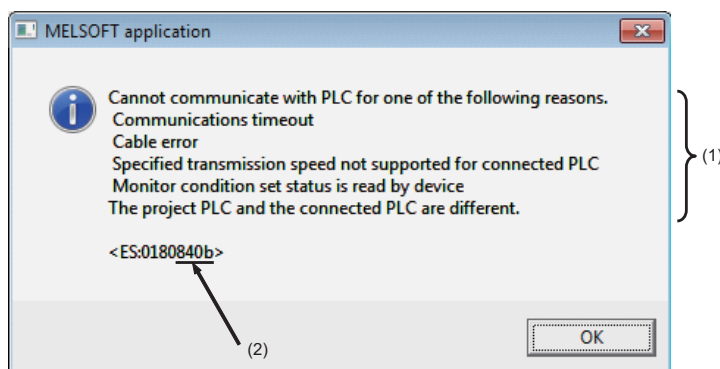 MELSOFT application
Cannot communicate with PLC for one of the following reasons.
Communications timeout
Cable error
Specified transmission speed not supported for connected PLC
Monitor condition set status is read by device
The project PLC and the connected PLC are different.
(1)
<ES:0180840b>
(2)
OK